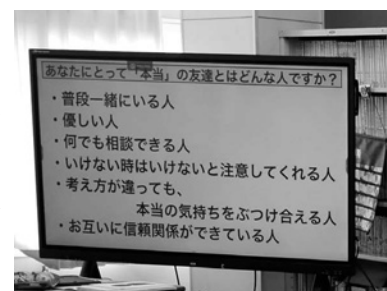 あなたにとって「本当」の友達とはどんな人ですか？
・普段一緒にいる人
・優しい人
・何でも相談できる人
・いけない時はいけないと注意してくれる人
・考え方が違っても、
本当の気持ちをぶつけ合える人
・お互いに信頼関係ができている人